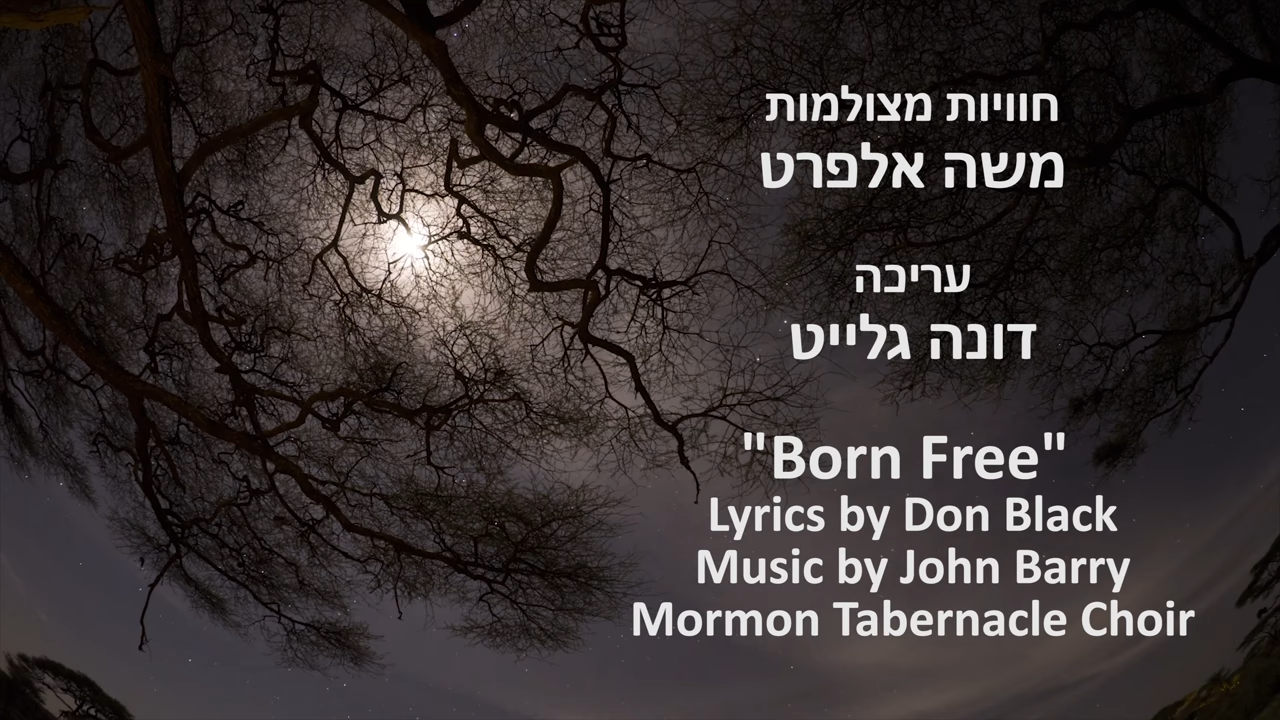 חוויות מצולמות
משה אלפרט
עריכה
דונה גלייט
"Born Free"
Lyrics by Don Black
Music by John Barry
Mormon Tabernacle Choir